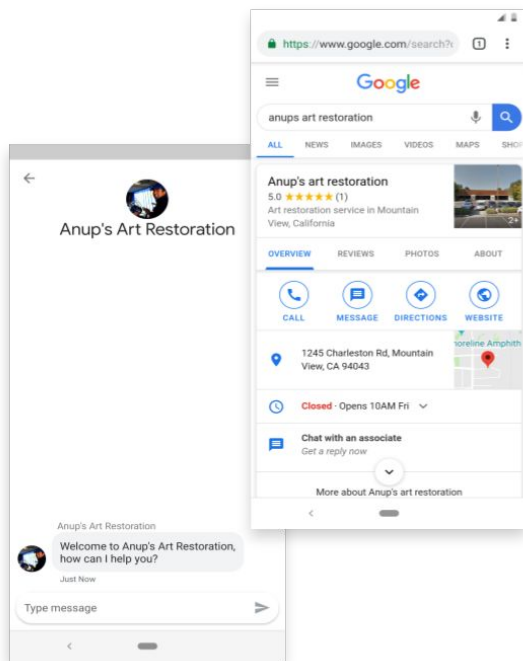 Anup's Art Restoration
Anup's Art Restoration
Welcome to Anup's Art Restoration,
how can I help you?
Just Now
Type message
https://www.google.com/search?
1
Google
anups art restoration
ALL NEWS IMAGES VIDEOS MAPS SHOP
Anup's art restoration
5.0 (1)
Art restoration service in Mountain
View, California
2+
OVERVIEW REVIEWS PHOTOS ABOUT
CALL MESSAGE DIRECTIONS WEBSITE
1245 Charleston Rd, Mountain
View, CA 94043
horeline Amphith
Closed · Opens 10AM Fri
Chat with an associate
Get a reply now
More about Anup's art restoration